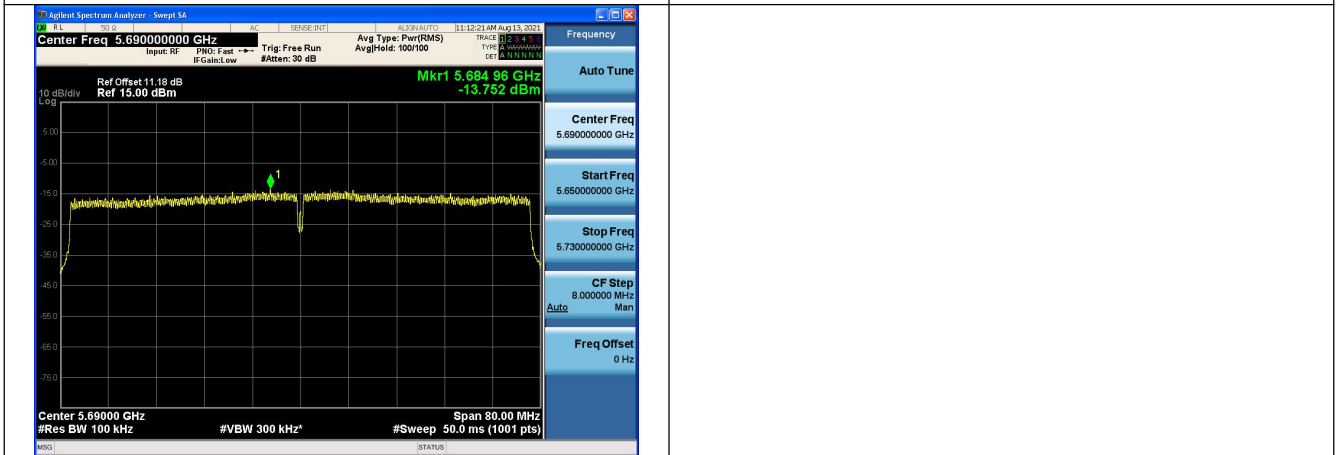 Agilent Spectrum Analyzer - Swept SA
RL 50 Ω AC SENSE:INT ALIGNAUTO 11:12:21 AM Aug 13, 2021
Center Freq 5.690000000 GHz
Input: RF PNO: Fast Trig: Free Run Avg Type: Pwr(RMS) TRACE 1 2 3 4 5 6
IFGain:Low #Atten: 30 dB Avg|Hold: 100/100 TYPE A
DET A N N N N N
Frequency
Auto Tune
Ref Offset 11.18 dB Mkr1 5.684 96 GHz
10 dB/div Ref 15.00 dBm -13.752 dBm
Log
5.00
-5.00
-15.0
-25.0
-35.0
-45.0
-55.0
-65.0
-75.0
1
Center Freq
5.690000000 GHz
Start Freq
5.650000000 GHz
Stop Freq
5.730000000 GHz
CF Step
8.000000 MHz
Auto Man
Freq Offset
0 Hz
Center 5.69000 GHz Span 80.00 MHz
#Res BW 100 kHz #VBW 300 kHz* #Sweep 50.0 ms (1001 pts)
MSG STATUS